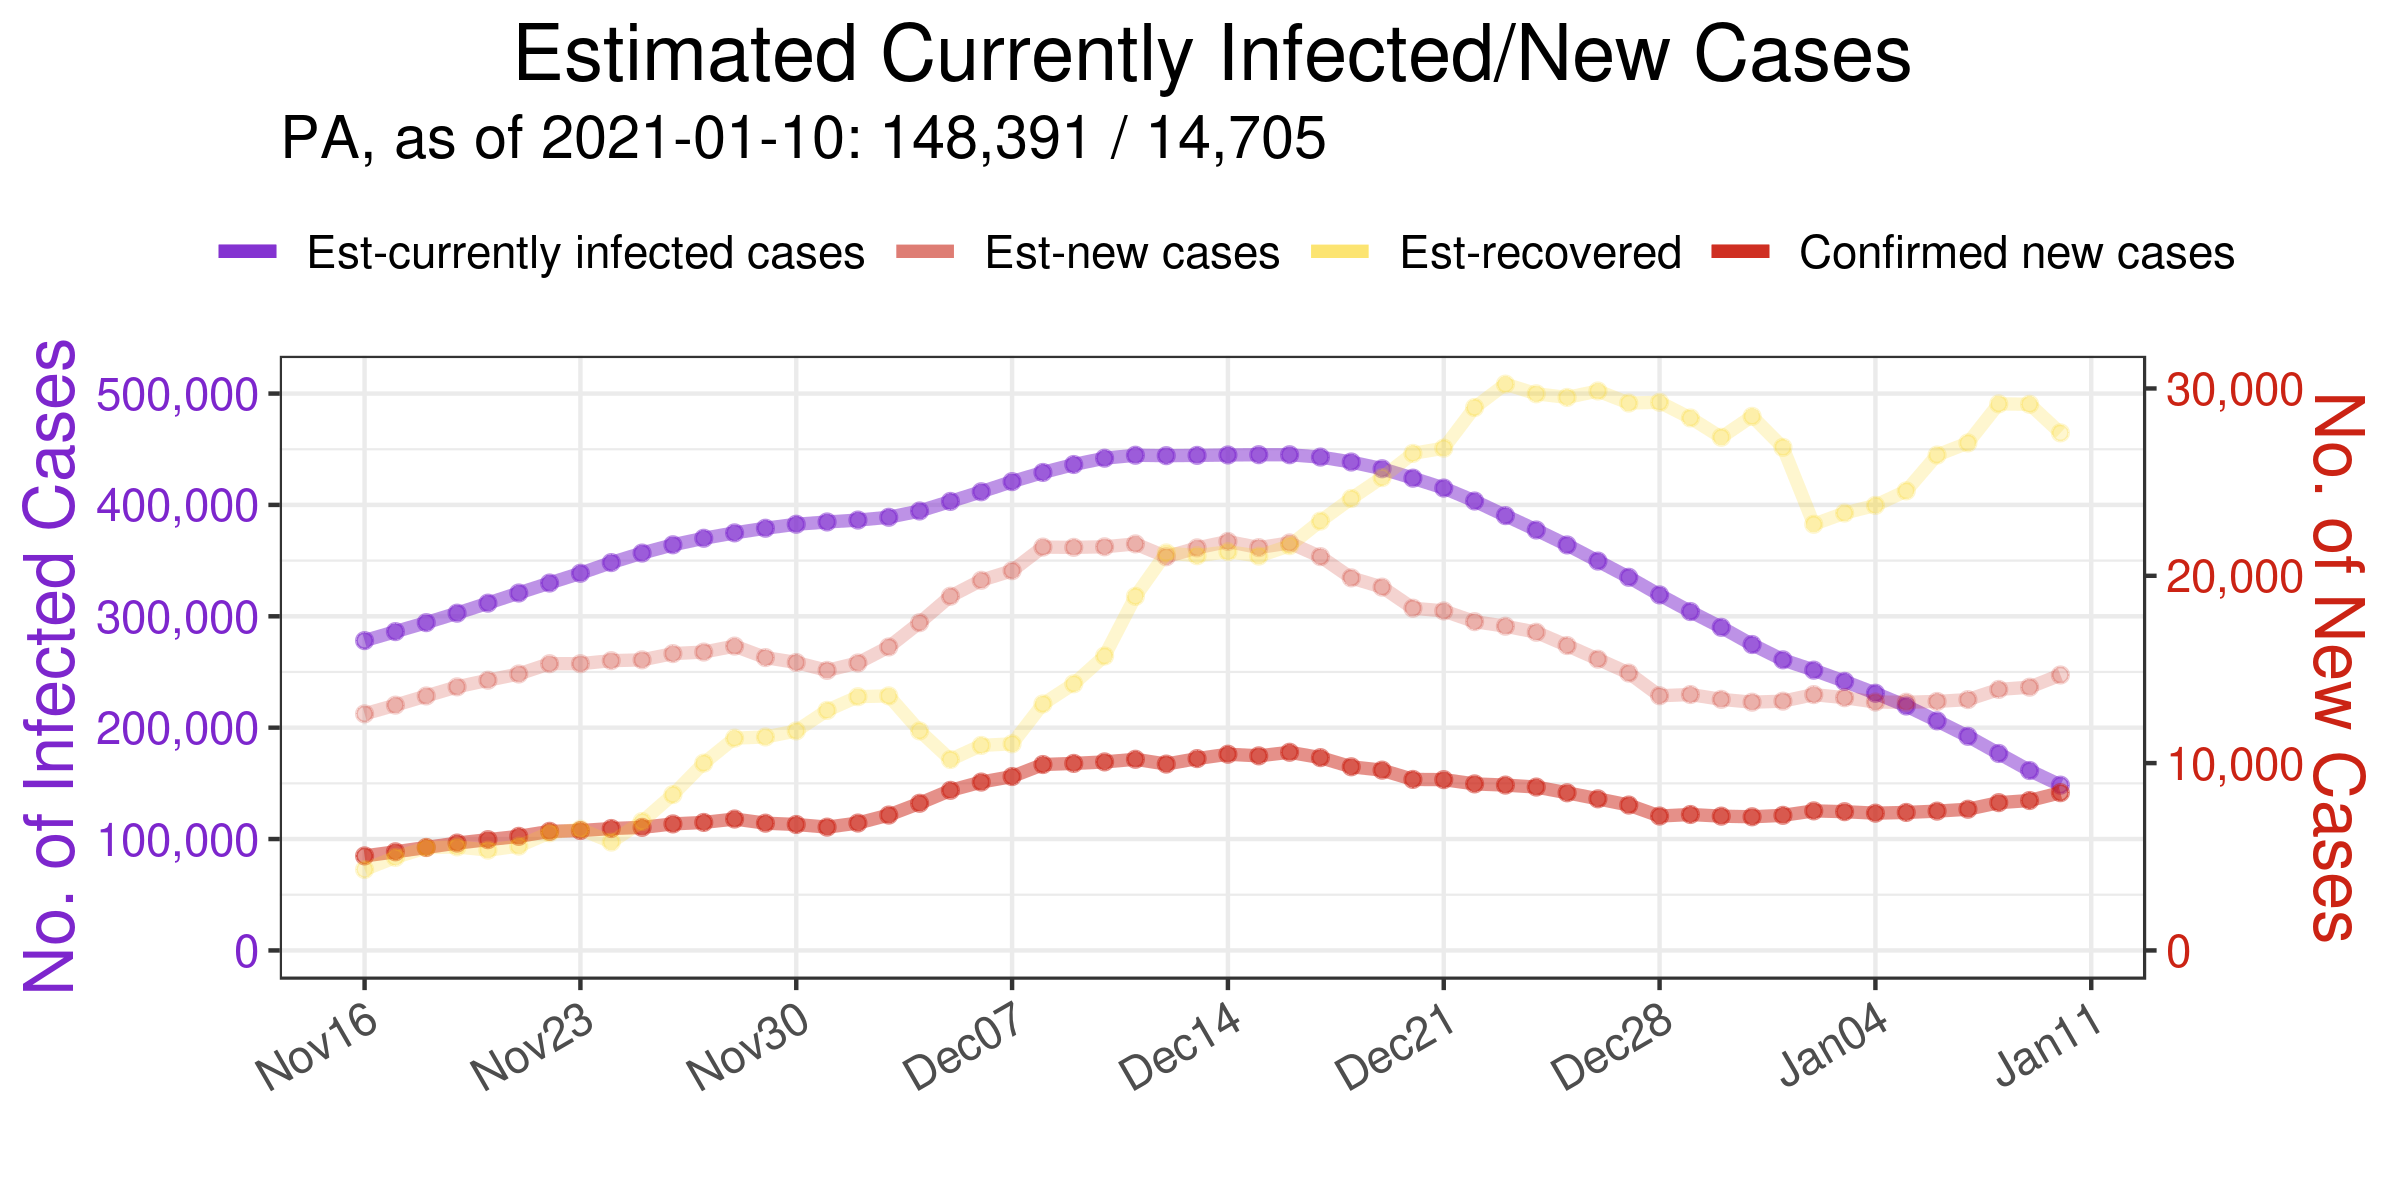 Estimated Currently Infected/New Cases
PA, as of 2021-01-10: 148,391 / 14,705
Est-currently infected cases Est-new cases Est-recovered Confirmed new cases
No. of Infected Cases
500,000
400,000
300,000
200,000
100,000
0
30,000
20,000
10,000
0
No. of New Cases
Nov16 Nov23 Nov30 Dec07 Dec14 Dec21 Dec28 Jan04 Jan11